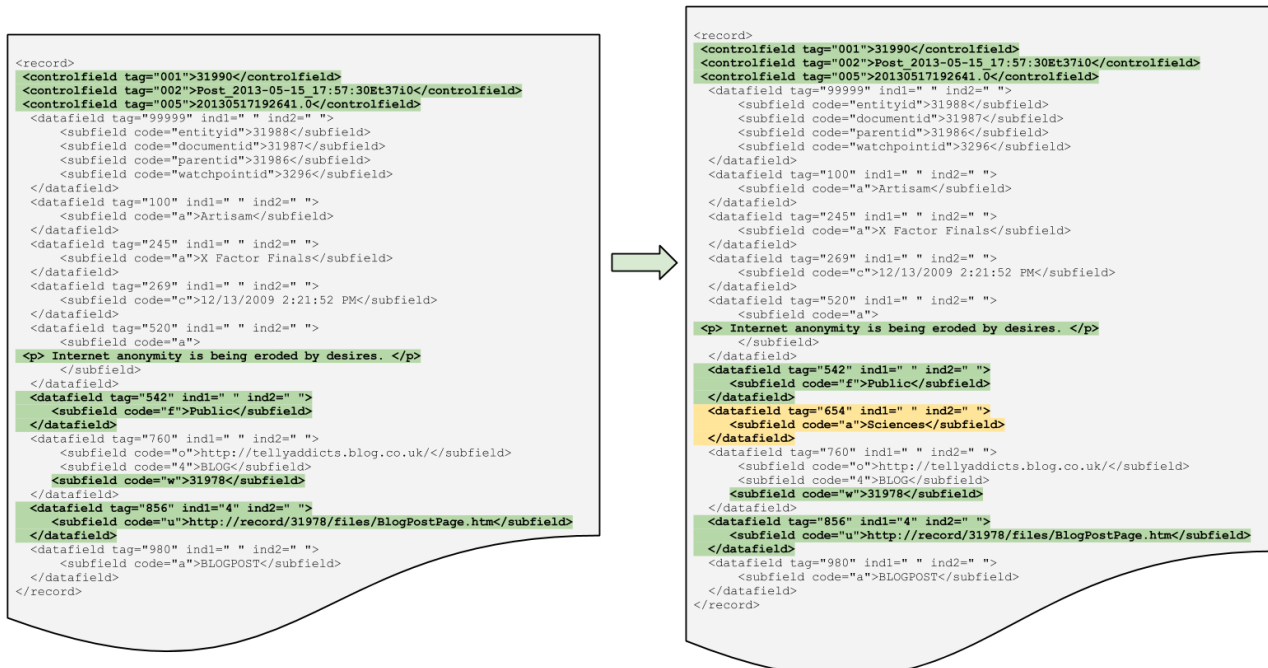 <record>
<controlfield tag="001">31990</controlfield>
<controlfield tag="002">Post_2013-05-15_17:57:30Et37i0</controlfield>
<controlfield tag="005">20130517192641.0</controlfield>
<datafield tag="99999" ind1=" " ind2=" ">
<subfield code="entityid">31988</subfield>
<subfield code="documentid">31987</subfield>
<subfield code="parentid">31986</subfield>
<subfield code="watchpointid">3296</subfield>
</datafield>
<datafield tag="100" ind1=" " ind2=" ">
<subfield code="a">Artisam</subfield>
</datafield>
<datafield tag="245" ind1=" " ind2=" ">
<subfield code="a">X Factor Finals</subfield>
</datafield>
<datafield tag="269" ind1=" " ind2=" ">
<subfield code="c">12/13/2009 2:21:52 PM</subfield>
</datafield>
<datafield tag="520" ind1=" " ind2=" ">
<subfield code="a">
<p> Internet anonymity is being eroded by desires. </p>
</subfield>
</datafield>
<datafield tag="542" ind1=" " ind2=" ">
<subfield code="f">Public</subfield>
</datafield>
<datafield tag="760" ind1=" " ind2=" ">
<subfield code="o">http://tellyaddicts.blog.co.uk/</subfield>
<subfield code="4">BLOG</subfield>
<subfield code="w">31978</subfield>
</datafield>
<datafield tag="856" ind1="4" ind2=" ">
<subfield code="u">http://record/31978/files/BlogPostPage.htm</subfield>
</datafield>
<datafield tag="980" ind1=" " ind2=" ">
<subfield code="a">BLOGPOST</subfield>
</datafield>
</record>
<record>
<controlfield tag="001">31990</controlfield>
<controlfield tag="002">Post_2013-05-15_17:57:30Et37i0</controlfield>
<controlfield tag="005">20130517192641.0</controlfield>
<datafield tag="99999" ind1=" " ind2=" ">
<subfield code="entityid">31988</subfield>
<subfield code="documentid">31987</subfield>
<subfield code="parentid">31986</subfield>
<subfield code="watchpointid">3296</subfield>
</datafield>
<datafield tag="100" ind1=" " ind2=" ">
<subfield code="a">Artisam</subfield>
</datafield>
<datafield tag="245" ind1=" " ind2=" ">
<subfield code="a">X Factor Finals</subfield>
</datafield>
<datafield tag="269" ind1=" " ind2=" ">
<subfield code="c">12/13/2009 2:21:52 PM</subfield>
</datafield>
<datafield tag="520" ind1=" " ind2=" ">
<subfield code="a">
<p> Internet anonymity is being eroded by desires. </p>
</subfield>
</datafield>
<datafield tag="542" ind1=" " ind2=" ">
<subfield code="f">Public</subfield>
</datafield>
<datafield tag="654" ind1=" " ind2=" ">
<subfield code="a">Sciences</subfield>
</datafield>
<datafield tag="760" ind1=" " ind2=" ">
<subfield code="o">http://tellyaddicts.blog.co.uk/</subfield>
<subfield code="4">BLOG</subfield>
<subfield code="w">31978</subfield>
</datafield>
<datafield tag="856" ind1="4" ind2=" ">
<subfield code="u">http://record/31978/files/BlogPostPage.htm</subfield>
</datafield>
<datafield tag="980" ind1=" " ind2=" ">
<subfield code="a">BLOGPOST</subfield>
</datafield>
</record>